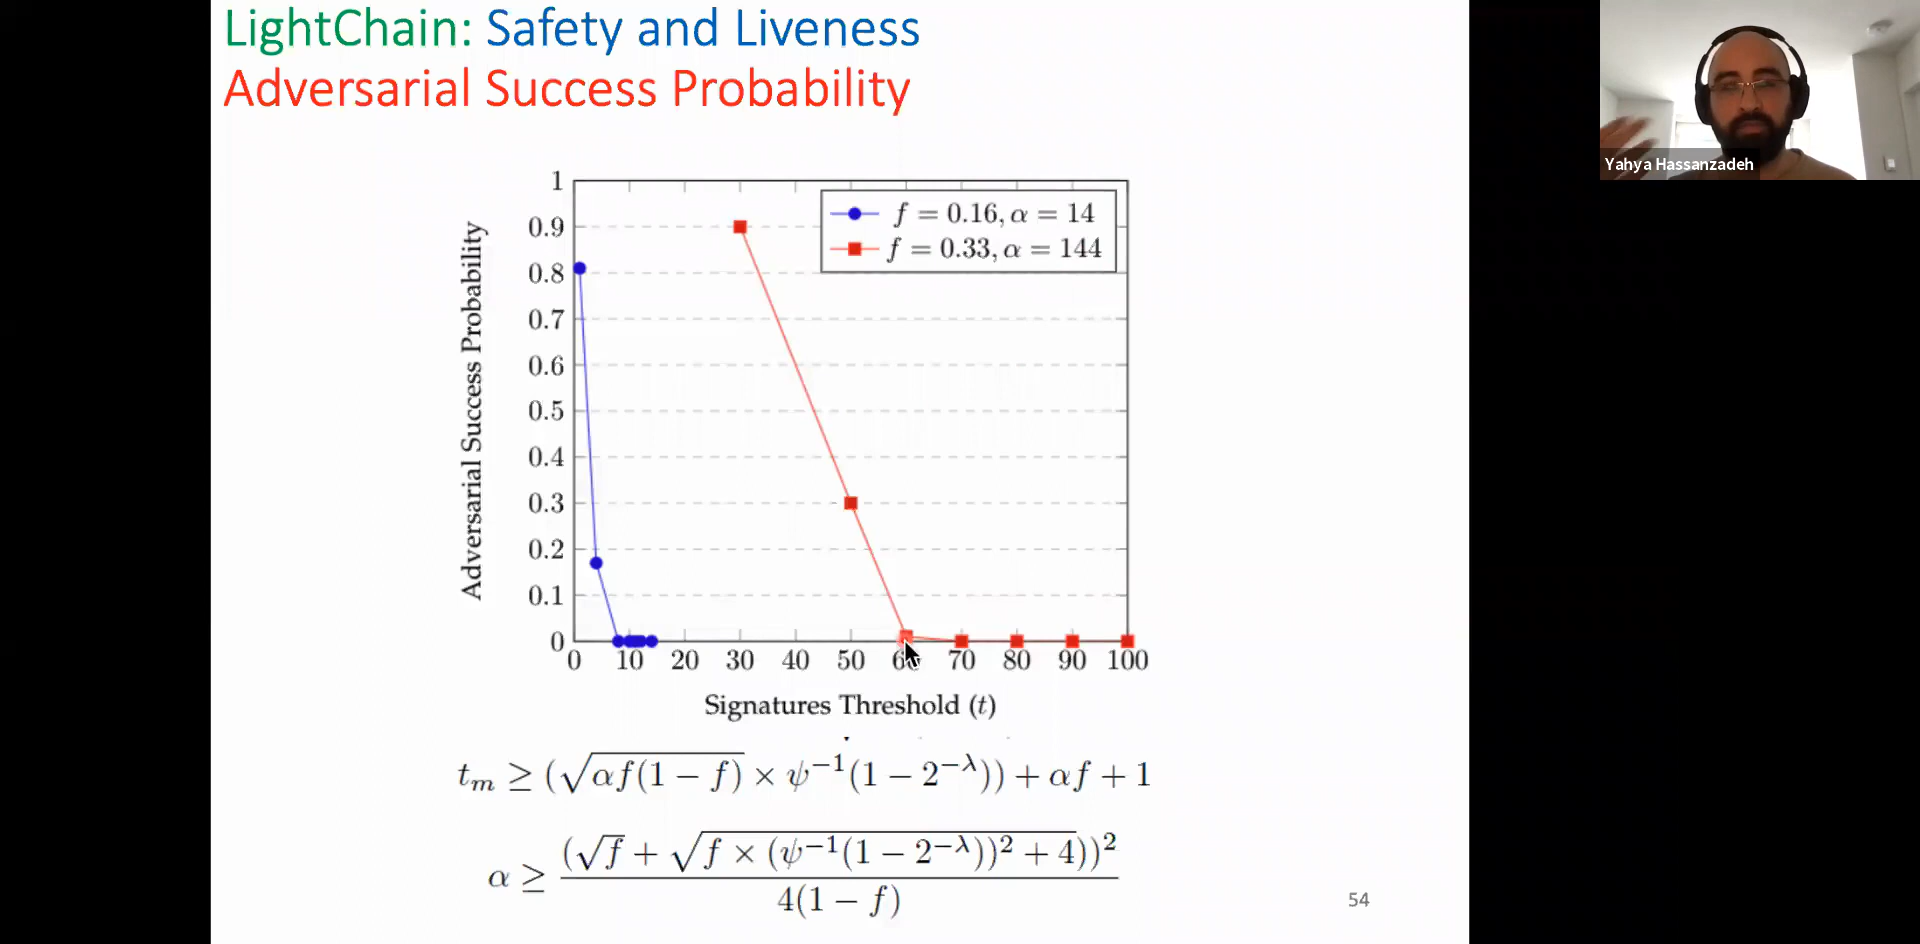 LightChain: Safety and Liveness
Adversarial Success Probability
Yahya Hassanzadeh
1
0.9
0.8
0.7
0.6
0.5
0.4
0.3
0.2
0.1
0
Adversarial Success Probability
f = 0.16, α = 14
f = 0.33, α = 144
0 10 20 30 40 50 60 70 80 90 100
Signatures Threshold (t)
t_m ≥ (√(αf(1 − f)) × ψ⁻¹(1 − 2^(−λ))) + αf + 1
α ≥ (√f + √(f × (ψ⁻¹(1 − 2^(−λ)))² + 4))² / 4(1 − f)
54